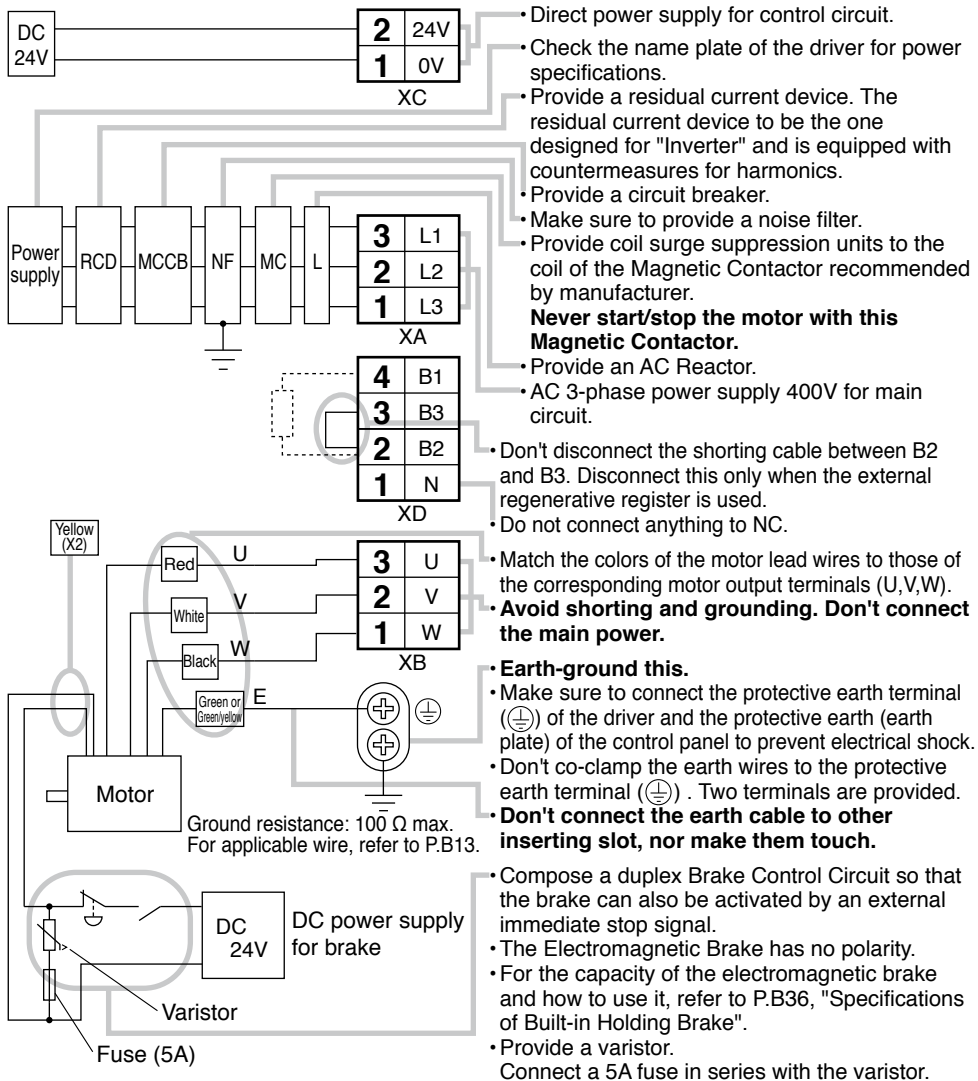 DC
24V
2 24V
1 0V
XC
• Direct power supply for control circuit.
• Check the name plate of the driver for power
specifications.
• Provide a residual current device. The
residual current device to be the one
designed for "Inverter" and is equipped with
countermeasures for harmonics.
• Provide a circuit breaker.
• Make sure to provide a noise filter.
• Provide coil surge suppression units to the
coil of the Magnetic Contactor recommended
by manufacturer.
Never start/stop the motor with this
Magnetic Contactor.
• Provide an AC Reactor.
• AC 3-phase power supply 400V for main
circuit.
Power
supply
RCD
MCCB
NF
MC
L
3 L1
2 L2
1 L3
XA
4 B1
3 B3
2 B2
1 N
XD
• Don't disconnect the shorting cable between B2
and B3. Disconnect this only when the external
regenerative register is used.
• Do not connect anything to NC.
Yellow
(X2)
Red
U
White
V
Black
W
Green or
Green/yellow
E
3 U
2 V
1 W
XB
• Match the colors of the motor lead wires to those of
the corresponding motor output terminals (U,V,W).
• Avoid shorting and grounding. Don't connect
the main power.
• Earth-ground this.
• Make sure to connect the protective earth terminal
(⏚) of the driver and the protective earth (earth
plate) of the control panel to prevent electrical shock.
• Don't co-clamp the earth wires to the protective
earth terminal (⏚) . Two terminals are provided.
• Don't connect the earth cable to other
inserting slot, nor make them touch.
Motor
Ground resistance: 100 Ω max.
For applicable wire, refer to P.B13.
DC
24V
DC power supply
for brake
Varistor
Fuse (5A)
• Compose a duplex Brake Control Circuit so that
the brake can also be activated by an external
immediate stop signal.
• The Electromagnetic Brake has no polarity.
• For the capacity of the electromagnetic brake
and how to use it, refer to P.B36, "Specifications
of Built-in Holding Brake".
• Provide a varistor.
Connect a 5A fuse in series with the varistor.